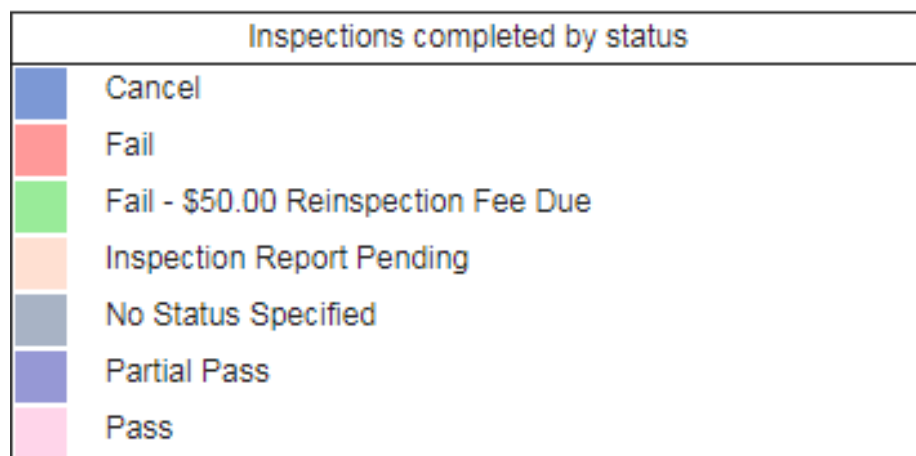 Inspections completed by status
Cancel
Fail
Fail - $50.00 Reinspection Fee Due
Inspection Report Pending
No Status Specified
Partial Pass
Pass